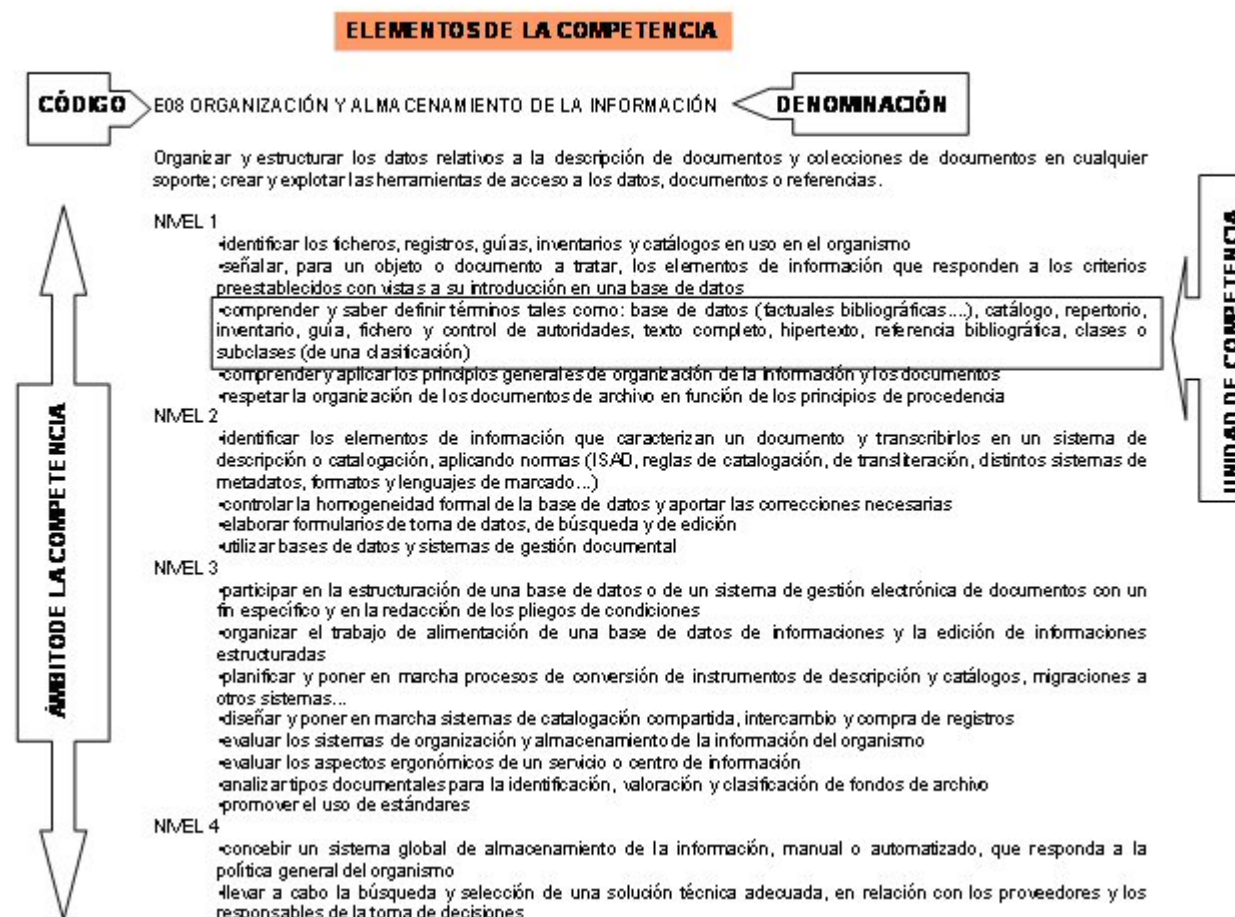 ELEMENTOS DE LA COMPETENCIA
CÓDIGO
E08 ORGANIZACIÓN Y ALMACENAMIENTO DE LA INFORMACIÓN
DENOMINACIÓN
Organizar y estructurar los datos relativos a la descripción de documentos y colecciones de documentos en cualquier
soporte; crear y explotar las herramientas de acceso a los datos, documentos o referencias.
NIVEL 1
•identificar los ficheros, registros, guías, inventarios y catálogos en uso en el organismo
•señalar, para un objeto o documento a tratar, los elementos de información que responden a los criterios
preestablecidos con vistas a su introducción en una base de datos
•comprender y saber definir términos tales como: base de datos (factuales bibliográficas....), catálogo, repertorio,
inventario, guía, fichero y control de autoridades, texto completo, hipertexto, referencia bibliográfica, clases o
subclases (de una clasificación)
•comprender y aplicar los principios generales de organización de la información y los documentos
•respetar la organización de los documentos de archivo en función de los principios de procedencia
NIVEL 2
•identificar los elementos de información que caracterizan un documento y transcribirlos en un sistema de
descripción o catalogación, aplicando normas (ISAD, reglas de catalogación, de transliteración, distintos sistemas de
metadatos, formatos y lenguajes de marcado...)
•controlar la homogeneidad formal de la base de datos y aportar las correcciones necesarias
•elaborar formularios de toma de datos, de búsqueda y de edición
•utilizar bases de datos y sistemas de gestión documental
NIVEL 3
•participar en la estructuración de una base de datos o de un sistema de gestión electrónica de documentos con un
fin específico y en la redacción de los pliegos de condiciones
•organizar el trabajo de alimentación de una base de datos de informaciones y la edición de informaciones
estructuradas
•planificar y poner en marcha procesos de conversión de instrumentos de descripción y catálogos, migraciones a
otros sistemas...
•diseñar y poner en marcha sistemas de catalogación compartida, intercambio y compra de registros
•evaluar los sistemas de organización y almacenamiento de la información del organismo
•evaluar los aspectos ergonómicos de un servicio o centro de información
•analizar tipos documentales para la identificación, valoración y clasificación de fondos de archivo
•promover el uso de estándares
NIVEL 4
•concebir un sistema global de almacenamiento de la información, manual o automatizado, que responda a la
política general del organismo
•llevar a cabo la búsqueda y selección de una solución técnica adecuada, en relación con los proveedores y los
responsables de la toma de decisiones
ÁMBITO DE LA COMPETENCIA
UNIDAD DE COMPETENCIA